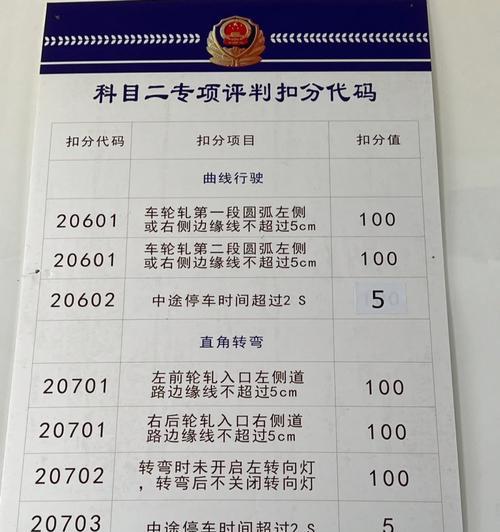 科目二专项评判扣分代码
扣分代码 扣分项目 扣分值
曲线行驶
20601 车轮轧第一段圆弧左侧
或右侧边缘线不超过5cm 100
20601 车轮轧第二段圆弧左侧
或右侧边缘线不超过5cm 100
20602 中途停车时间超过2 S 5
直角转弯
20701 左前轮轧入口左侧道
路边缘线不超过5cm 100
20701 右后轮轧入口右侧道
路边缘线不超过5cm 100
20702 转弯时未开启左转向灯
，转弯后不关闭转向灯 100
20703 中途停车时间超过2 S 5